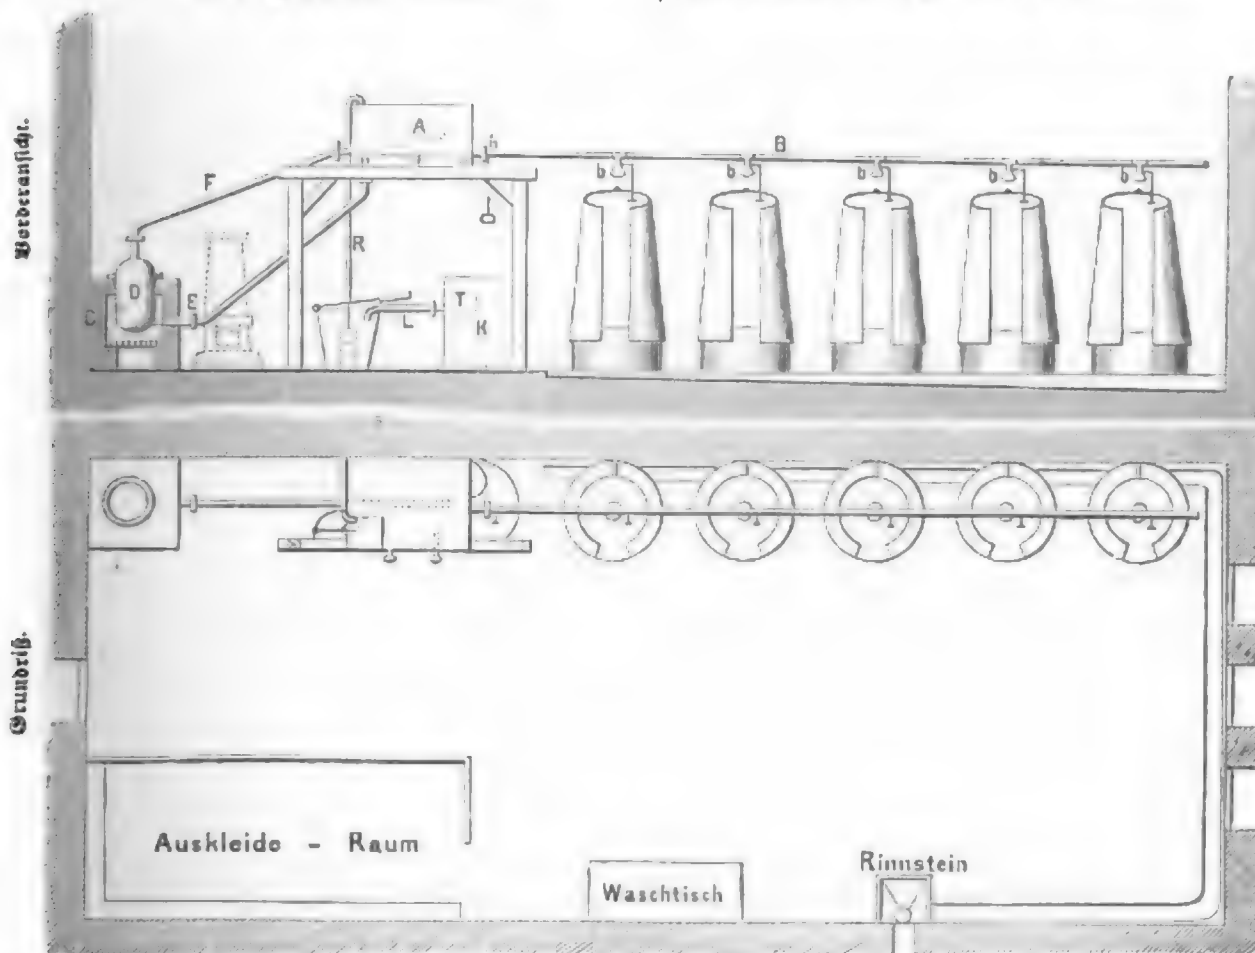 Vorderansicht.
A
h
B
b
b
b
b
b
F
R
D
C
E
T
K
L
Grundriß.
Auskleide - Raum
Waschtisch
Rinnstein